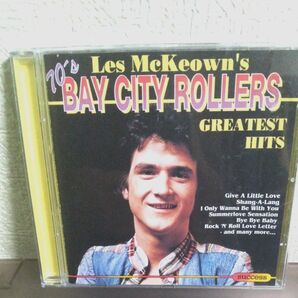 Les McKeown's
70's
BAY CITY ROLLERS
GREATEST
HITS
Give A Little Love
Shang-A-Lang
I Only Wanna Be With You
Summerlove Sensation
Bye Bye Baby
Rock 'N' Roll Love Letter
- and many more...
success